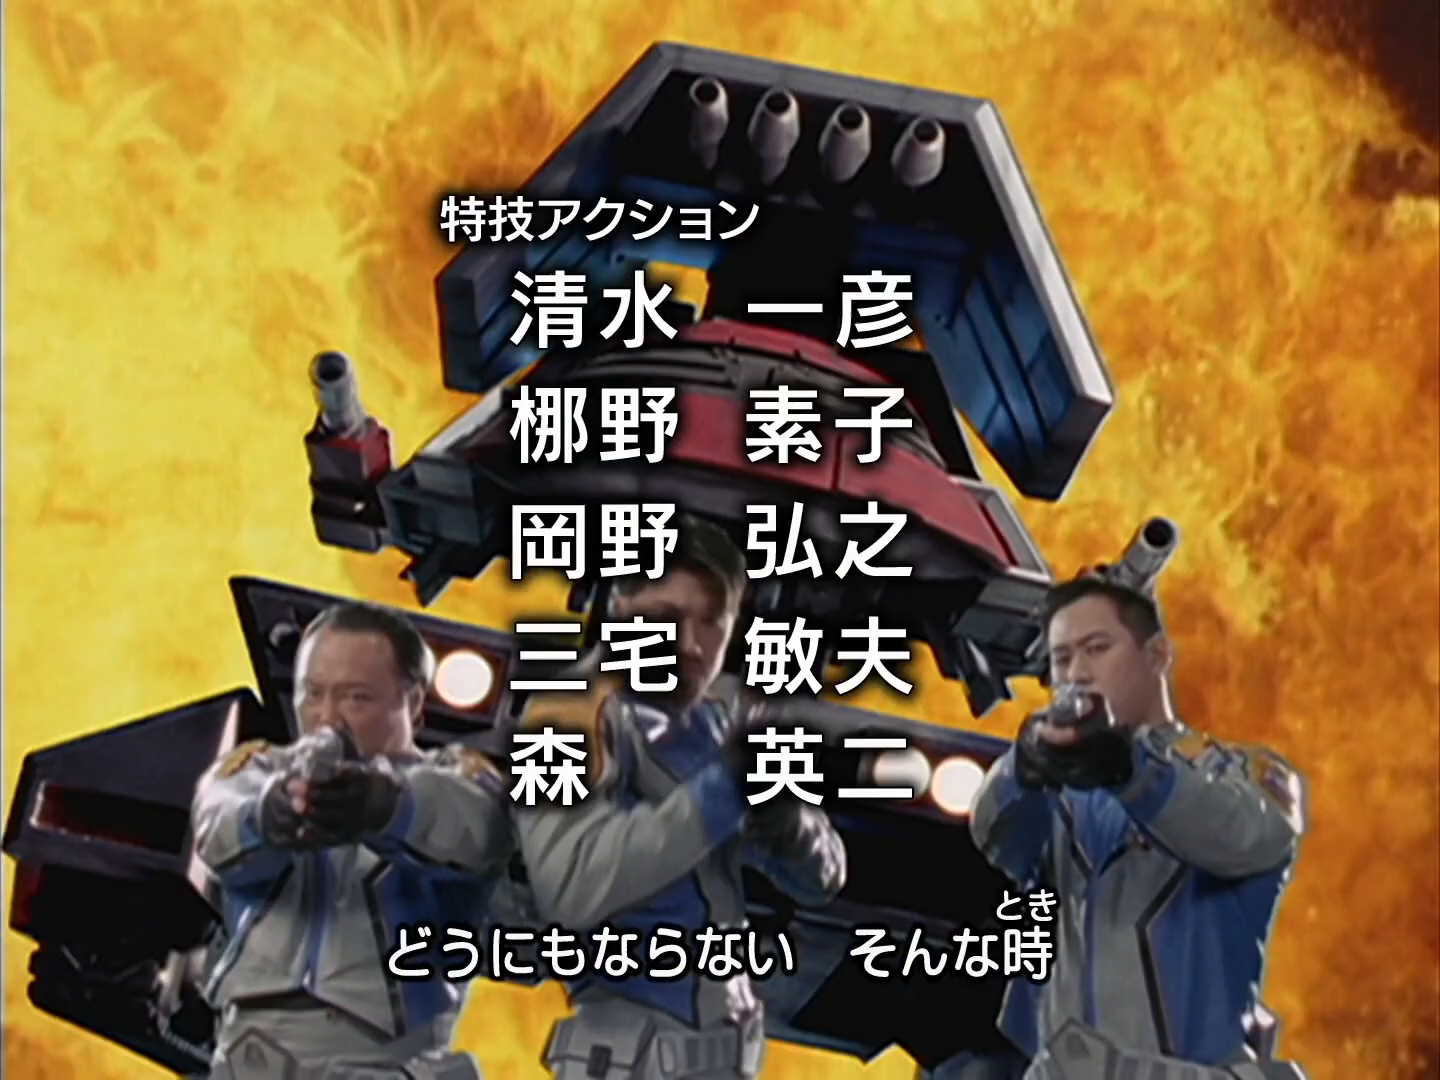 特技アクション
清水 一彦
梛野 素子
岡野 弘之
三宅 敏夫
森 英二
とき
どうにもならない そんな時